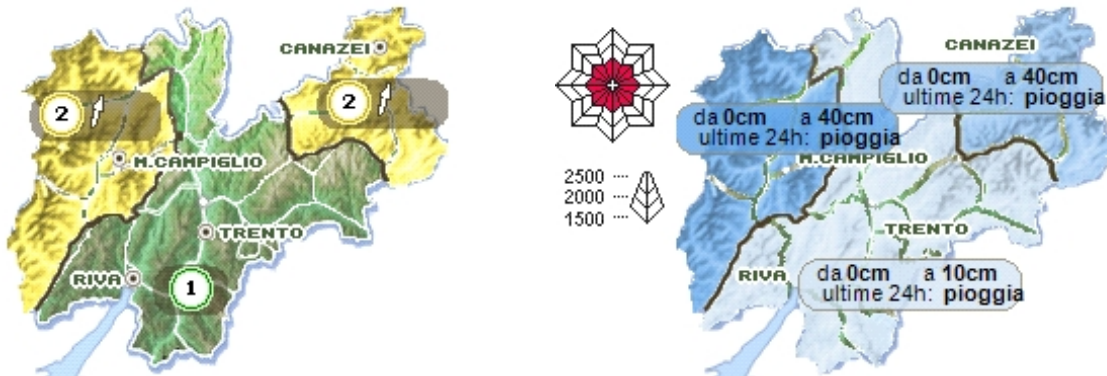 CANAZEI
2
2
M.CAMPIGLIO
TRENTO
RIVA
1
2500
2000
1500
CANAZEI
da 0cm a 40cm
ultime 24h: pioggia
da 0cm a 40cm
ultime 24h: pioggia
M.CAMPIGLIO
TRENTO
RIVA
da 0cm a 10cm
ultime 24h: pioggia